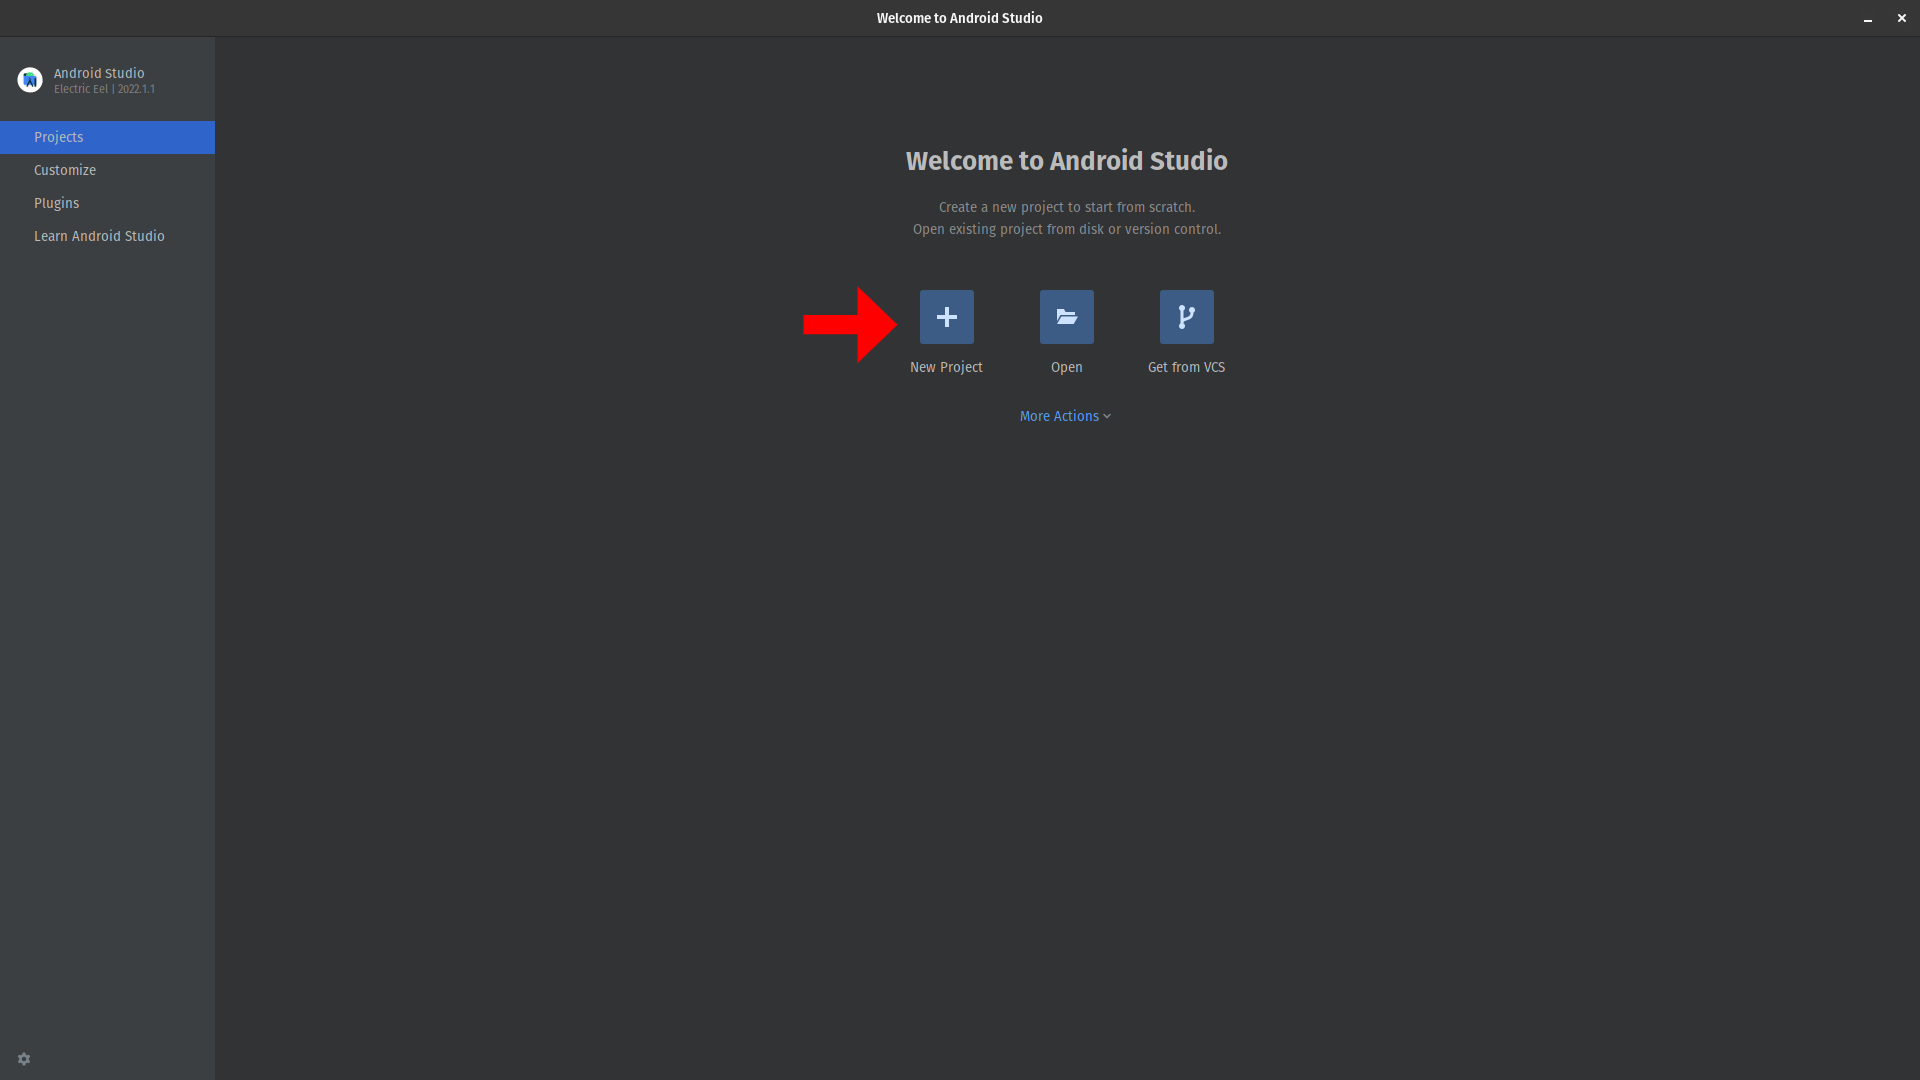 Welcome to Android Studio
Android Studio
Electric Eel | 2022.1.1
Projects
Customize
Plugins
Learn Android Studio
Welcome to Android Studio
Create a new project to start from scratch.
Open existing project from disk or version control.
New Project
Open
Get from VCS
More Actions